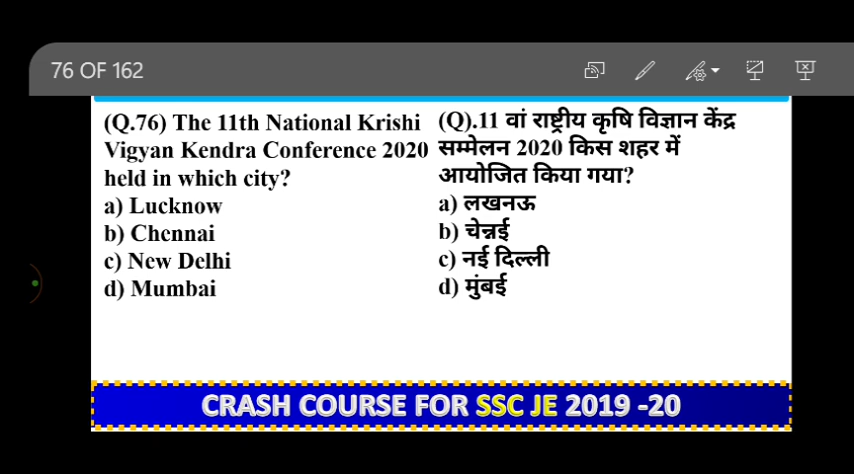 76 OF 162
(Q.76) The 11th National Krishi
Vigyan Kendra Conference 2020
held in which city?
a) Lucknow
b) Chennai
c) New Delhi
d) Mumbai
(Q).11 वां राष्ट्रीय कृषि विज्ञान केंद्र
सम्मेलन 2020 किस शहर में
आयोजित किया गया?
a) लखनऊ
b) चेन्नई
c) नई दिल्ली
d) मुंबई
CRASH COURSE FOR SSC JE 2019 -20